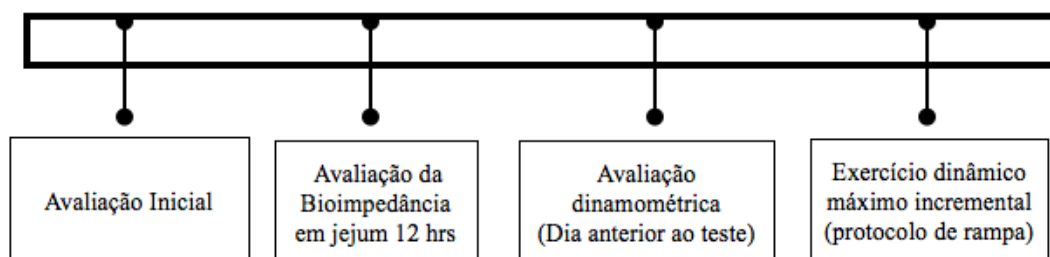 Avaliação Inicial
Avaliação da
Bioimpedância
em jejum 12 hrs
Avaliação
dinamométrica
(Dia anterior ao teste)
Exercício dinâmico
máximo incremental
(protocolo de rampa)